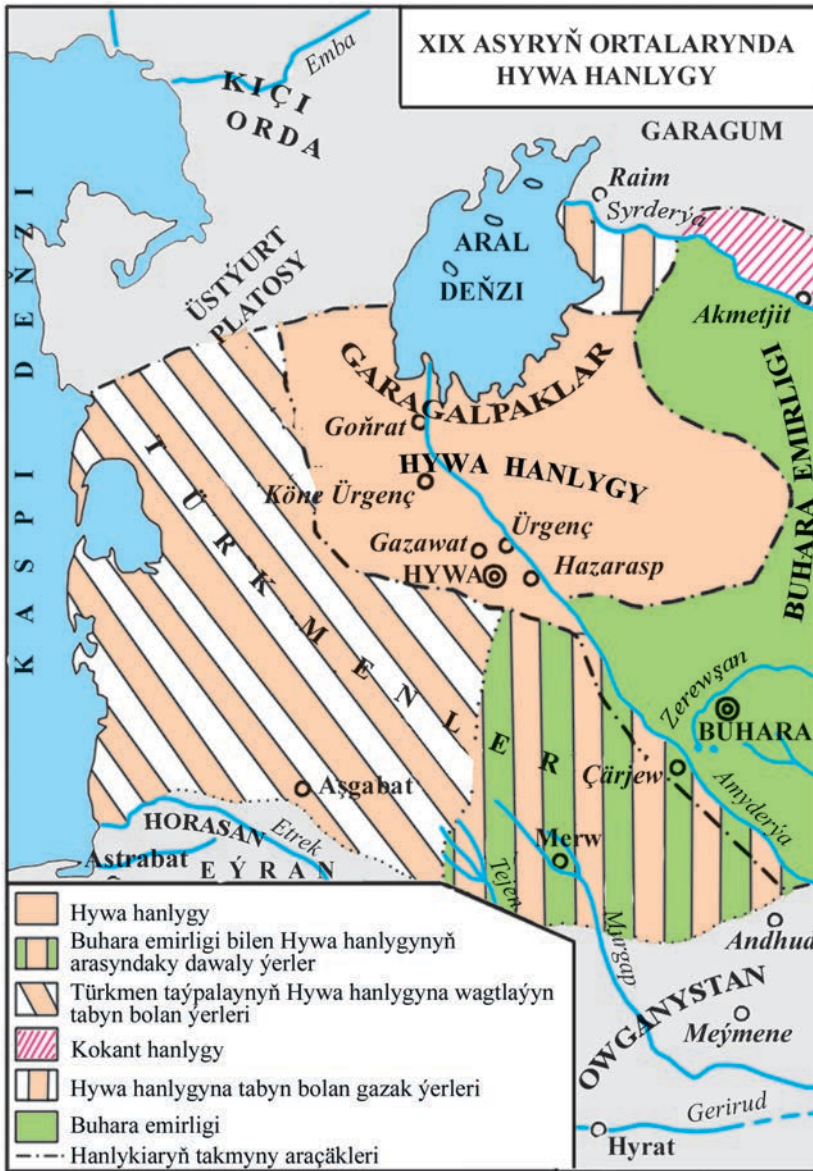 XIX ASYRYŇ ORTALARYNDA
HYWA HANLYGY
Emba
KIÇI
ORDA
GARAGUM
Raim
Syrderýa
ARAL
DEŇZI
ÜSTÝURT
PLATOSY
Akmetjit
KASPI DEŇZI
GARAGALPAKLAR
Goňrat
HYWA HANLYGY
BUHARA EMIRLIGI
Köne Ürgenç
Ürgenç
Gazawat
HYWA
Hazarasp
TÜRKMENLER
Zerewşan
BUHARA
Çärjew
Amyderýa
Aşgabat
HORASAN
Etrek
Astrabat
EÝRAN
Merw
Tejen
Murgap
Andhud
OWGANYSTAN
Meýmene
Gerirud
Hyrat
Hywa hanlygy
Buhara emirligi bilen Hywa hanlygynyň
arasyndaky dawaly ýerler
Türkmen taýpalaynyň Hywa hanlygyna wagtlaýyn
tabyn bolan ýerleri
Kokant hanlygy
Hywa hanlygyna tabyn bolan gazak ýerleri
Buhara emirligi
Hanlykiaryň takmyny araçäkleri